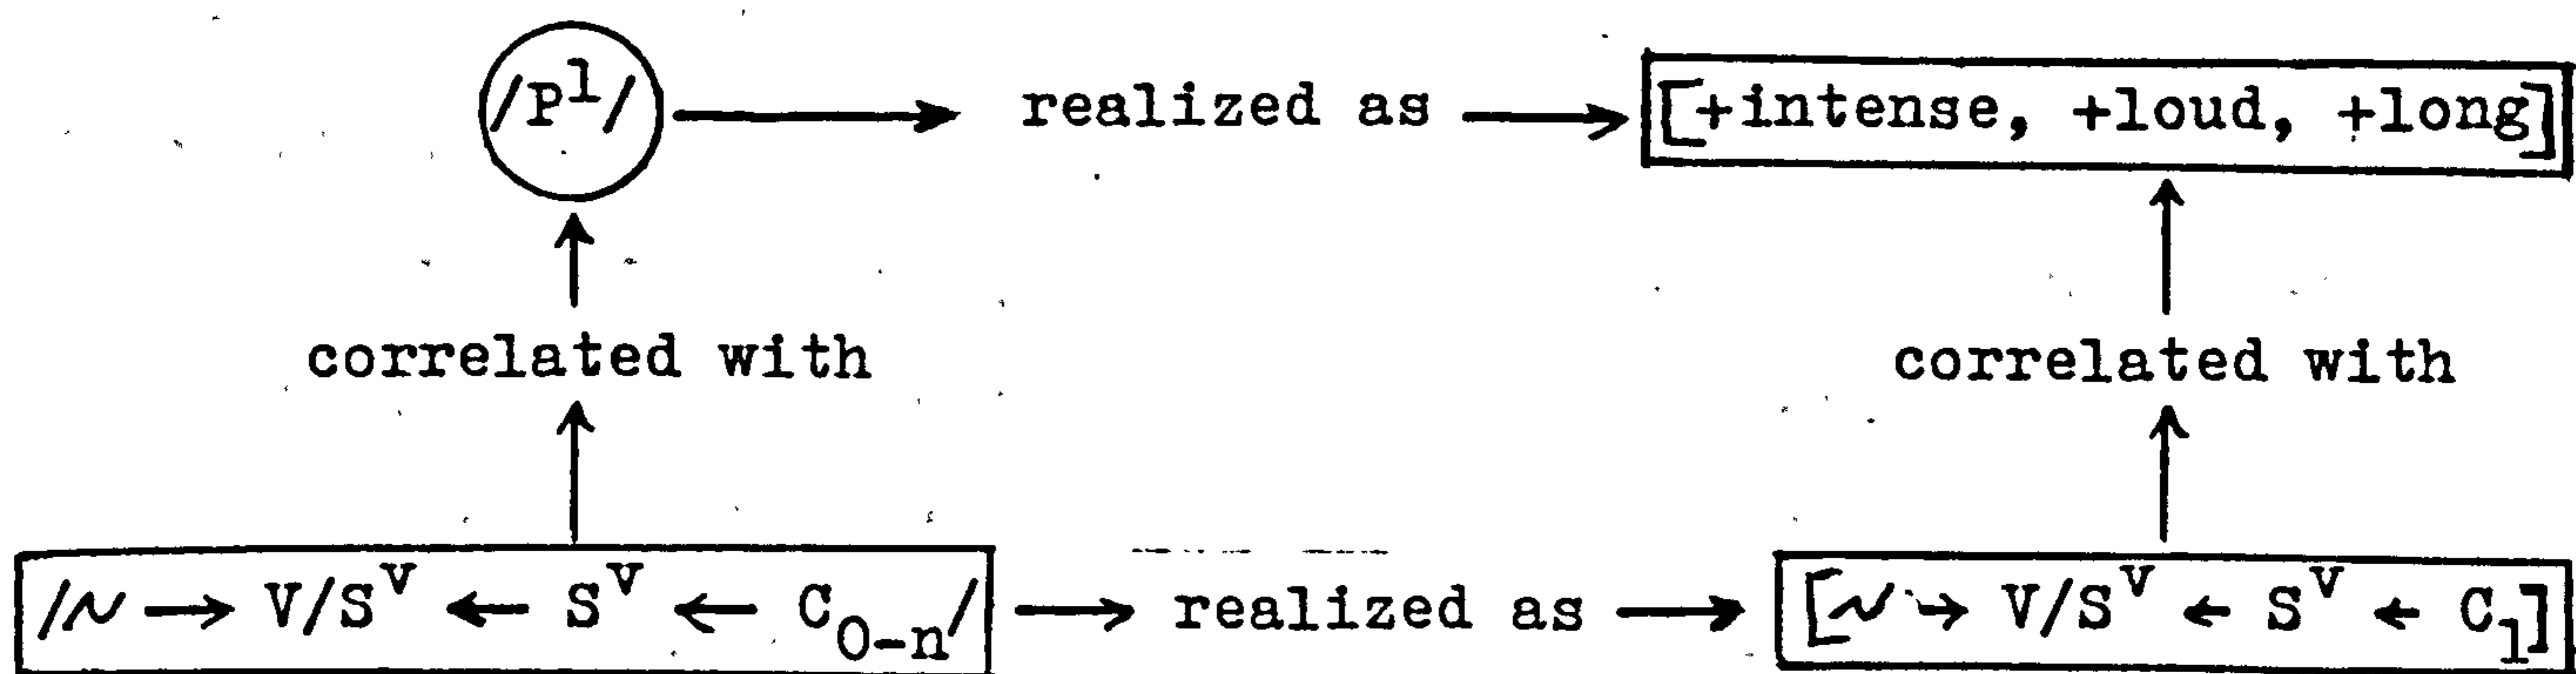 /P¹/ → realized as → [+intense, +loud, +long]
correlated with correlated with
/~ → V/Sᵛ ← Sᵛ ← C₀₋ₙ/ → realized as → [~ → V/Sᵛ ← Sᵛ ← C₁]